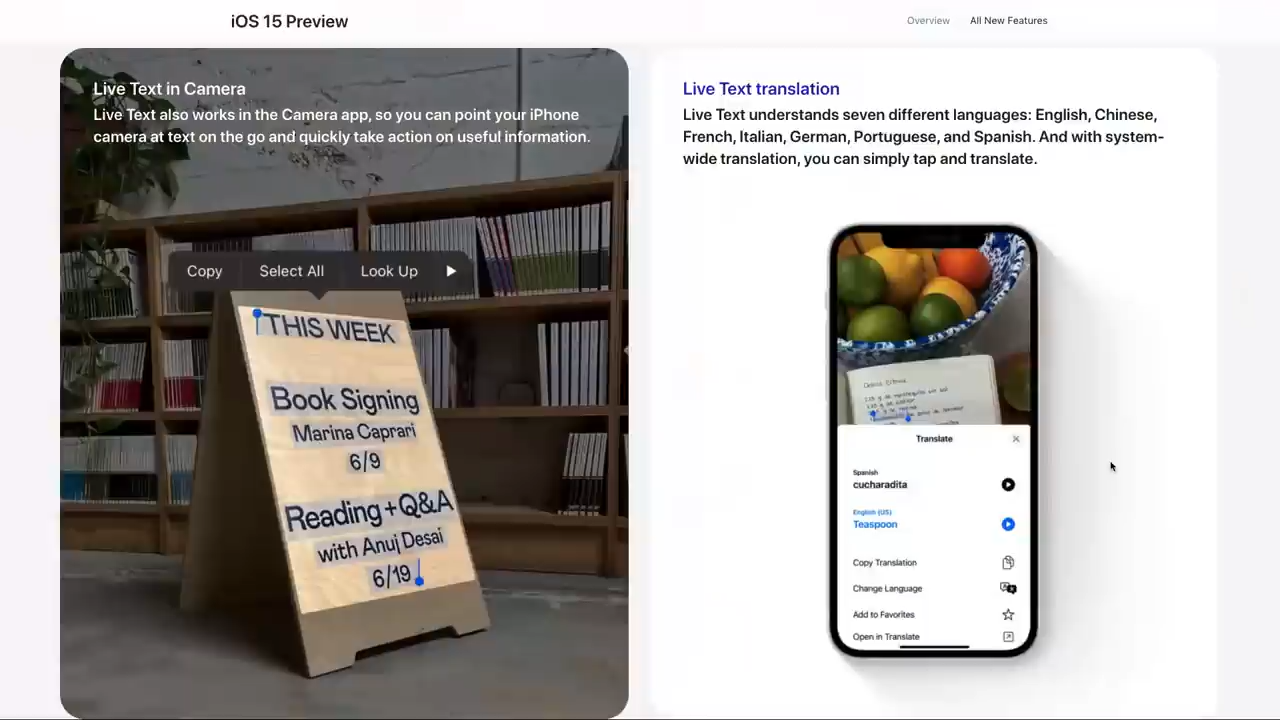 iOS 15 Preview
Overview
All New Features
Live Text in Camera
Live Text also works in the Camera app, so you can point your iPhone
camera at text on the go and quickly take action on useful information.
Copy
Select All
Look Up
THIS WEEK
Book Signing
Marina Caprari
6/9
Reading + Q&A
with Anuj Desai
6/19
Live Text translation
Live Text understands seven different languages: English, Chinese,
French, Italian, German, Portuguese, and Spanish. And with system-
wide translation, you can simply tap and translate.
Translate
Spanish
cucharadita
English (US)
Teaspoon
Copy Translation
Change Language
Add to Favorites
Open in Translate